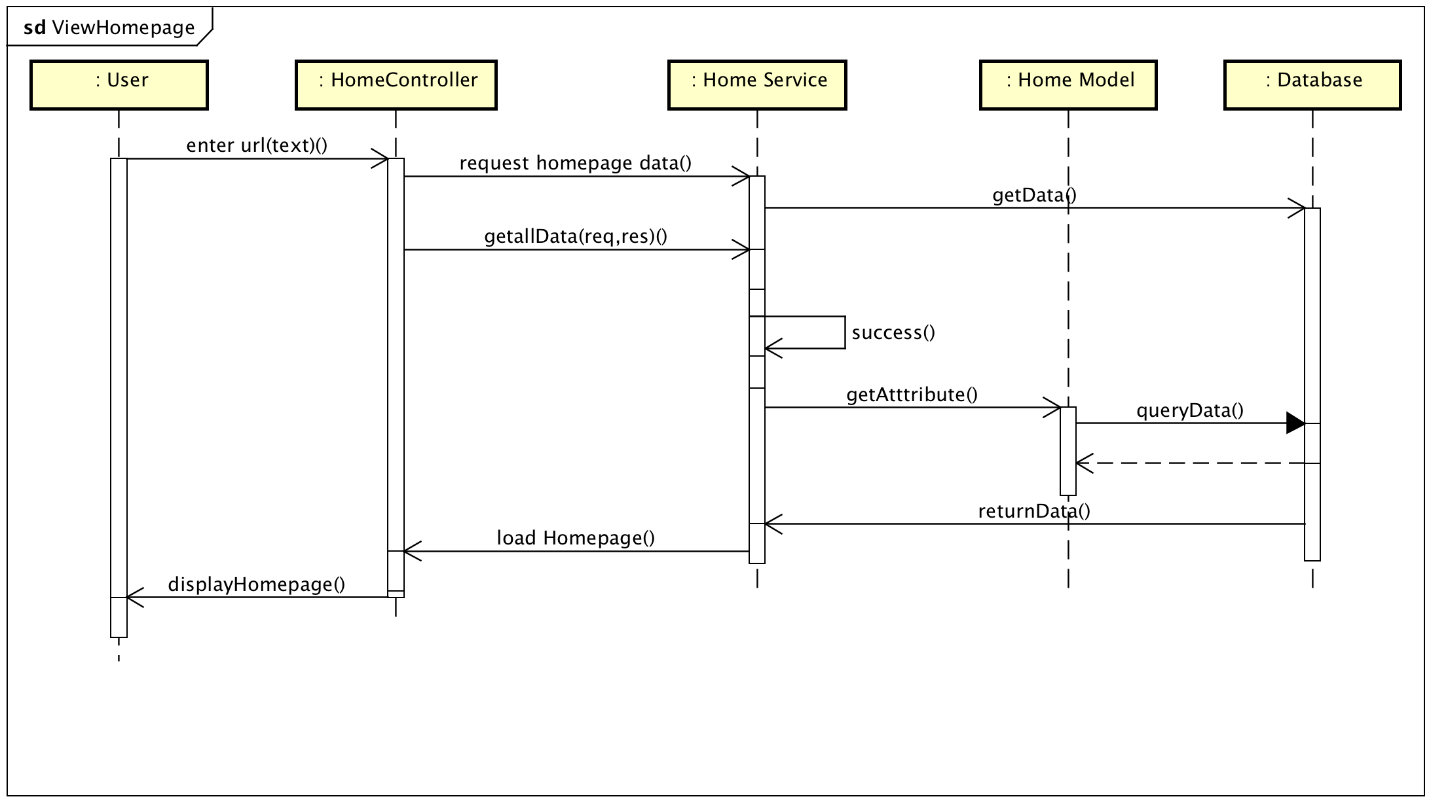 sd ViewHomepage
: User
: HomeController
: Home Service
: Home Model
: Database
enter url(text)()
request homepage data()
getData()
getallData(req,res)()
success()
getAtttribute()
queryData()
returnData()
load Homepage()
displayHomepage()